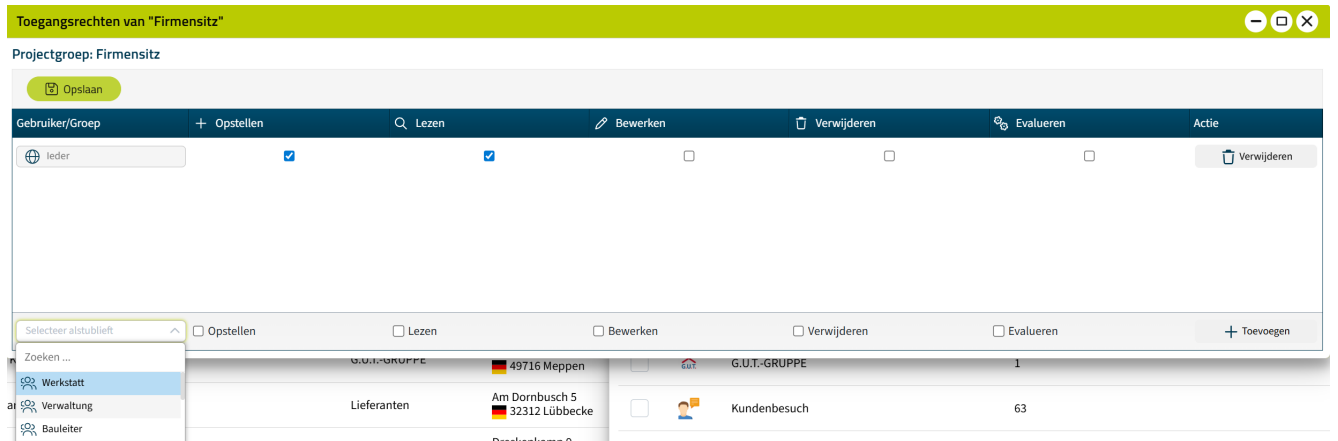 Toegangsrechten van "Firmensitz"
Projectgroep: Firmensitz
Opslaan
Gebruiker/Groep Opstellen Lezen Bewerken Verwijderen Evalueren Actie
Ieder Verwijderen
Selecteer alstublieft Opstellen Lezen Bewerken Verwijderen Evalueren Toevoegen
Zoeken ...
G.U.T.-GRUPPE 49716 Meppen G.U.T. G.U.T.-GRUPPE 1
Werkstatt
Verwaltung Lieferanten Am Dornbusch 5
32312 Lübbecke Kundenbesuch 63
Bauleiter